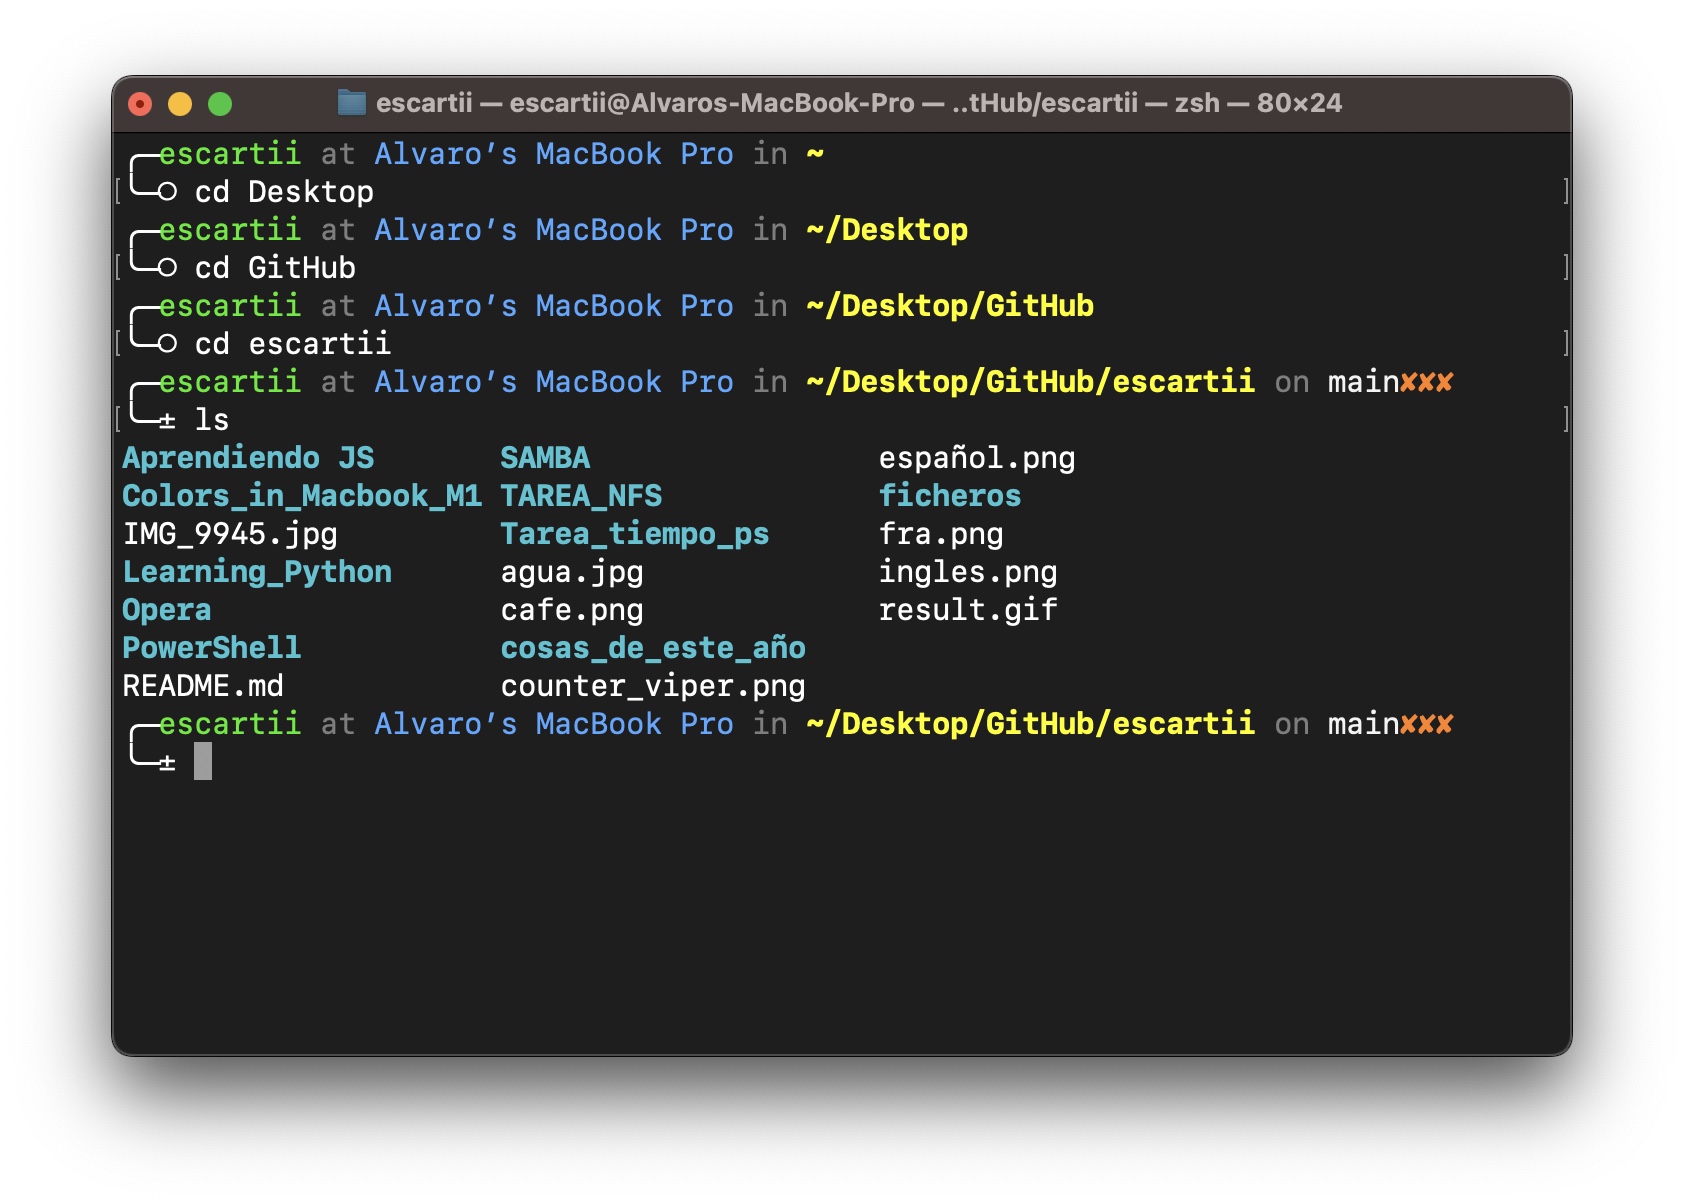 escartii — escartii@Alvaros-MacBook-Pro — ..tHub/escartii — zsh — 80×24
╭─escartii at Alvaro’s MacBook Pro in ~
[╰─○ cd Desktop ]
╭─escartii at Alvaro’s MacBook Pro in ~/Desktop
[╰─○ cd GitHub ]
╭─escartii at Alvaro’s MacBook Pro in ~/Desktop/GitHub
[╰─○ cd escartii ]
╭─escartii at Alvaro’s MacBook Pro in ~/Desktop/GitHub/escartii on main✘✘✘
[╰─± ls ]
Aprendiendo JS SAMBA español.png
Colors_in_Macbook_M1 TAREA_NFS ficheros
IMG_9945.jpg Tarea_tiempo_ps fra.png
Learning_Python agua.jpg ingles.png
Opera cafe.png result.gif
PowerShell cosas_de_este_año
README.md counter_viper.png
╭─escartii at Alvaro’s MacBook Pro in ~/Desktop/GitHub/escartii on main✘✘✘
╰─±